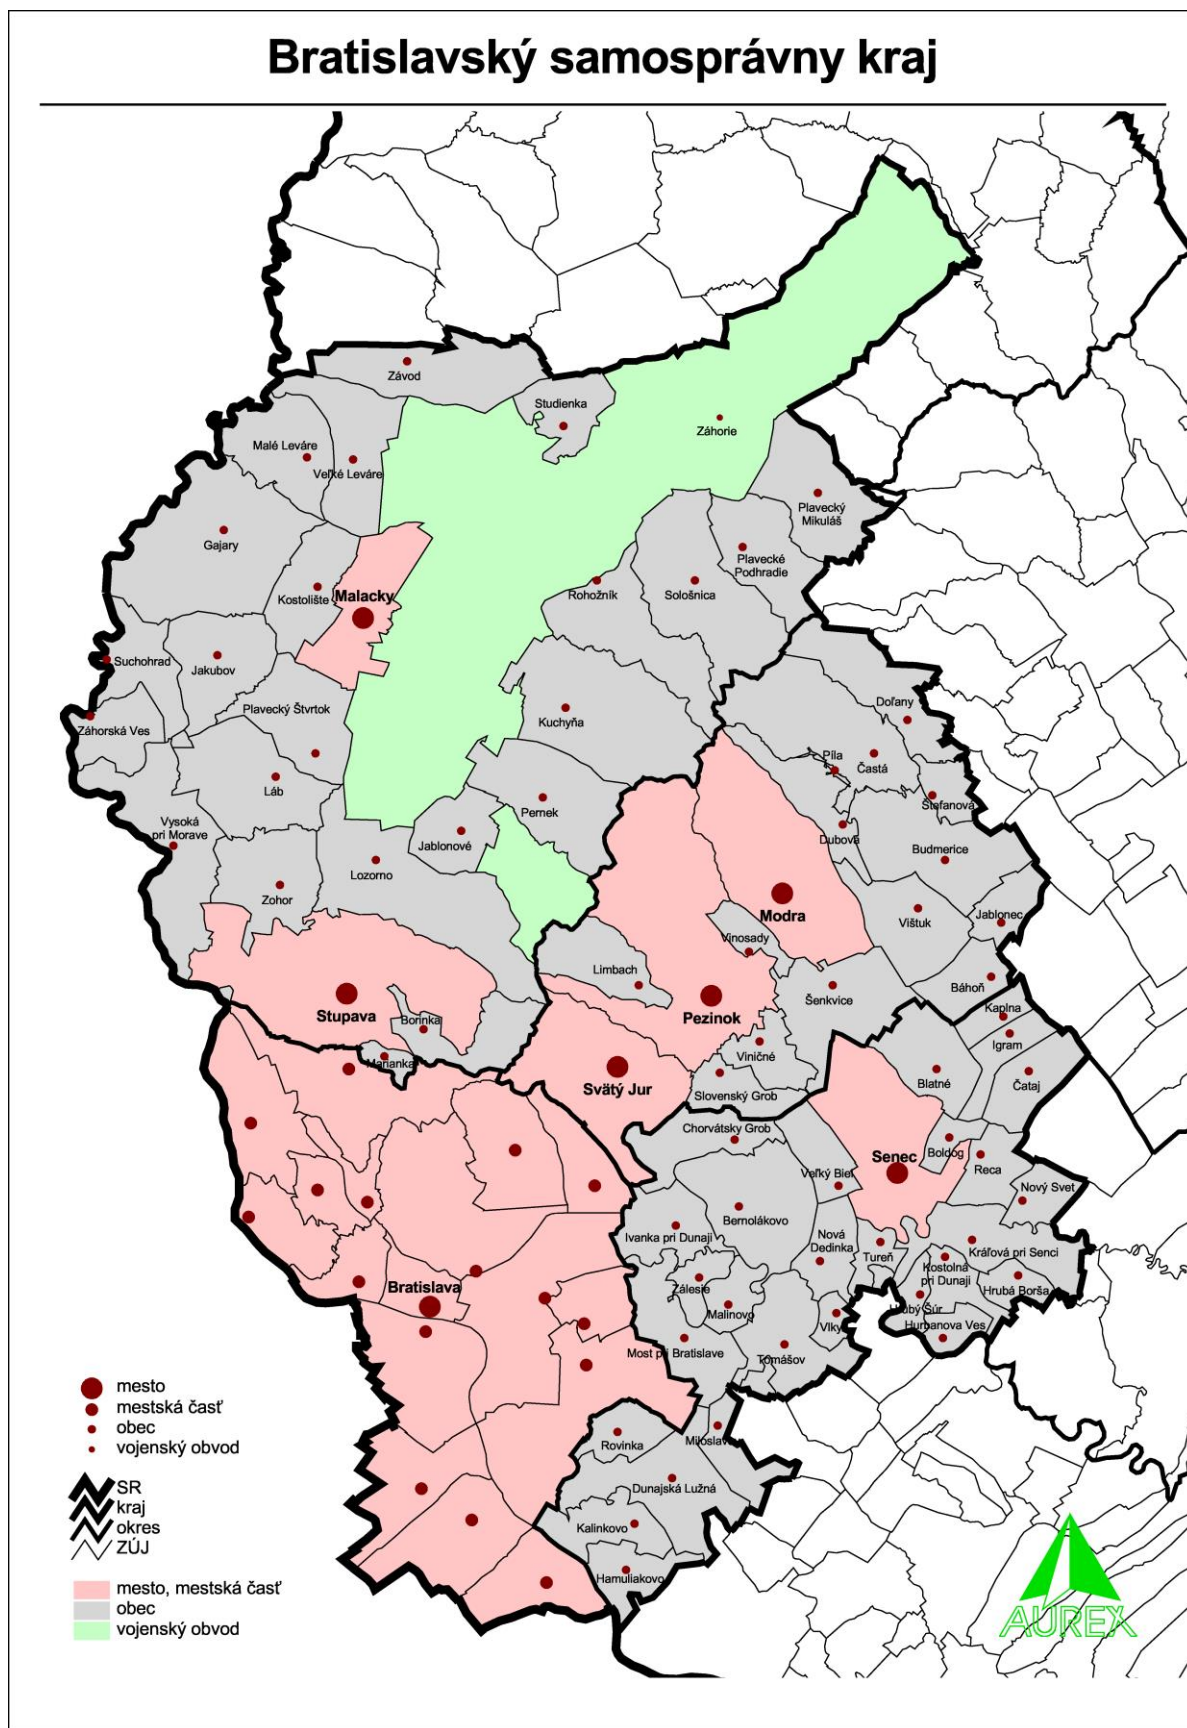 Bratislavský samosprávny kraj
Závod
Studienka
Záhorie
Malé Leváre
Veľké Leváre
Plavecký
Mikuláš
Gajary
Plavecké
Podhradie
Kostolište
Malacky
Rohožník
Sološnica
Suchohrad
Jakubov
Plavecký Štvrtok
Kuchyňa
Doľany
Záhorská Ves
Píla
Častá
Láb
Pernek
Štefanová
Vysoká
pri Morave
Jablonové
Dubová
Budmerice
Lozorno
Zohor
Modra
Vištuk
Jablonec
Vinosady
Limbach
Šenkvice
Báhoň
Stupava
Borinka
Pezinok
Kaplna
Igram
Marianka
Viničné
Blatné
Čataj
Svätý Jur
Slovenský Grob
Chorvátsky Grob
Boldog
Senec
Reca
Veľký Biel
Nový Svet
Bernolákovo
Ivanka pri Dunaji
Nová
Dedinka
Tureň
Kráľová pri Senci
Kostolná
pri Dunaji
Bratislava
Zálesie
Malinovo
Hrubá Borša
Hrubý Šúr
Hurbanova Ves
Vlky
Most pri Bratislave
Tomášov
Rovinka
Miloslavov
Dunajská Lužná
Kalinkovo
Hamuliakovo
mesto
mestská časť
obec
vojenský obvod
SR
kraj
okres
ZÚJ
mesto, mestská časť
obec
vojenský obvod
AUREX